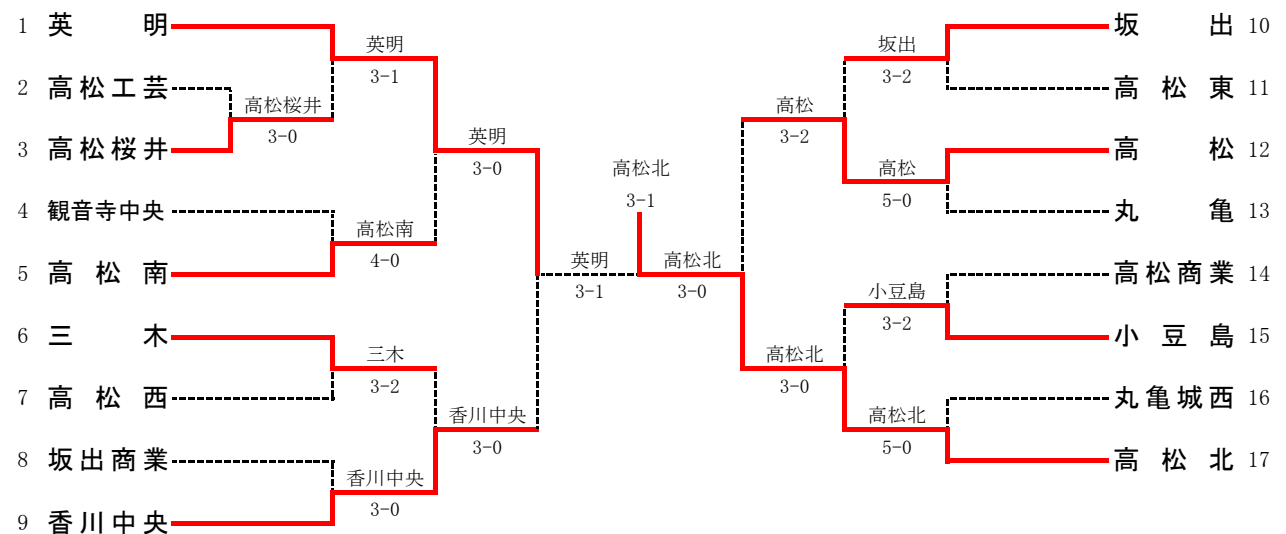 1 英明
2 高松工芸
3 高松桜井
4 観音寺中央
5 高松南
6 三木
7 高松西
8 坂出商業
9 香川中央
高松桜井
3-0
英明
3-1
高松南
4-0
三木
3-2
香川中央
3-0
英明
3-0
香川中央
3-0
英明
3-1
高松北
3-1
高松北
3-0
高松
3-2
高松北
3-0
坂出
3-2
高松
5-0
小豆島
3-2
高松北
5-0
坂出 10
高松東 11
高松 12
丸亀 13
高松商業 14
小豆島 15
丸亀城西 16
高松北 17